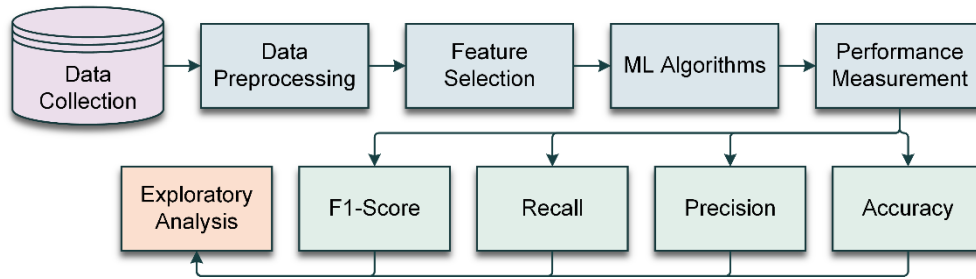 Data
Collection
Data
Preprocessing
Feature
Selection
ML Algorithms
Performance
Measurement
Exploratory
Analysis
F1-Score
Recall
Precision
Accuracy